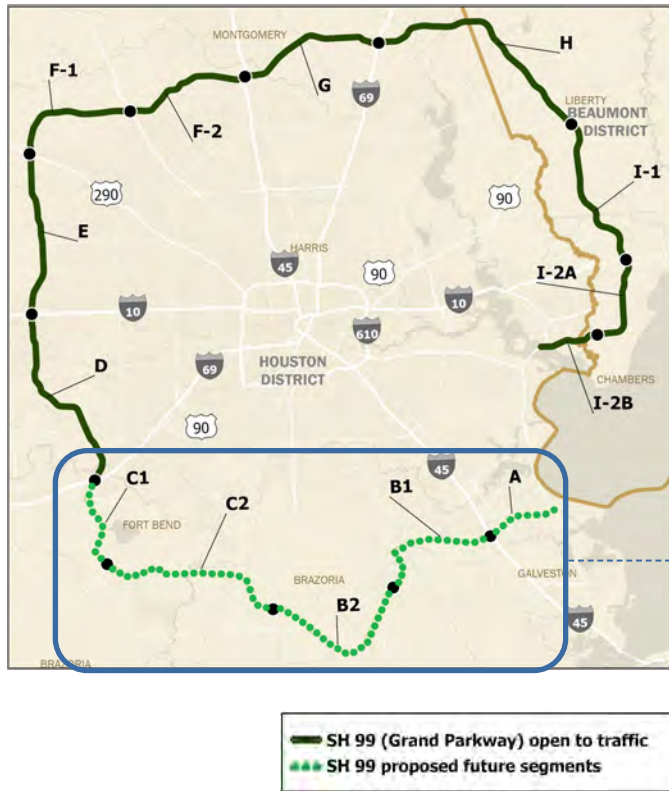 MONTGOMERY
H
F-1
G
69
F-2
LIBERTY
BEAUMONT
DISTRICT
I-1
290
90
E
HARRIS
45
90
I-2A
10
10
610
HOUSTON
DISTRICT
D
69
CHAMBERS
I-2B
90
45
A
C1
B1
FORT BEND
C2
BRAZORIA
GALVESTON
B2
45
BRAZORIA
SH 99 (Grand Parkway) open to traffic
SH 99 proposed future segments